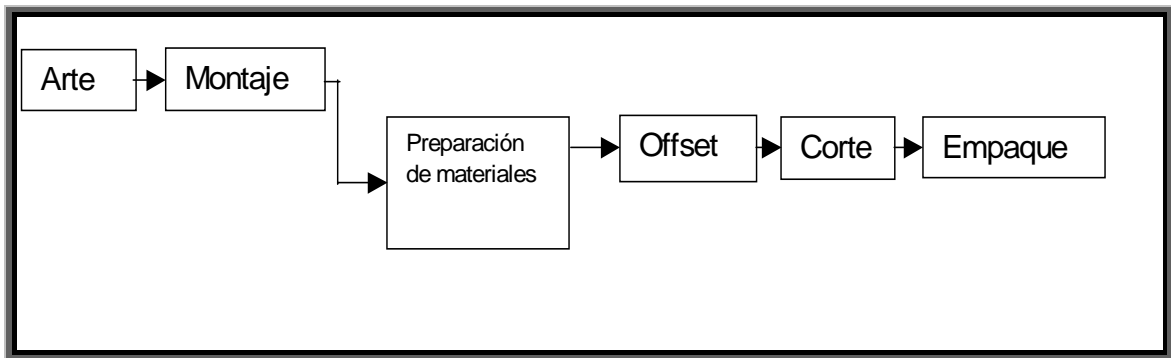 Arte
Montaje
Preparación
de materiales
Offset
Corte
Empaque